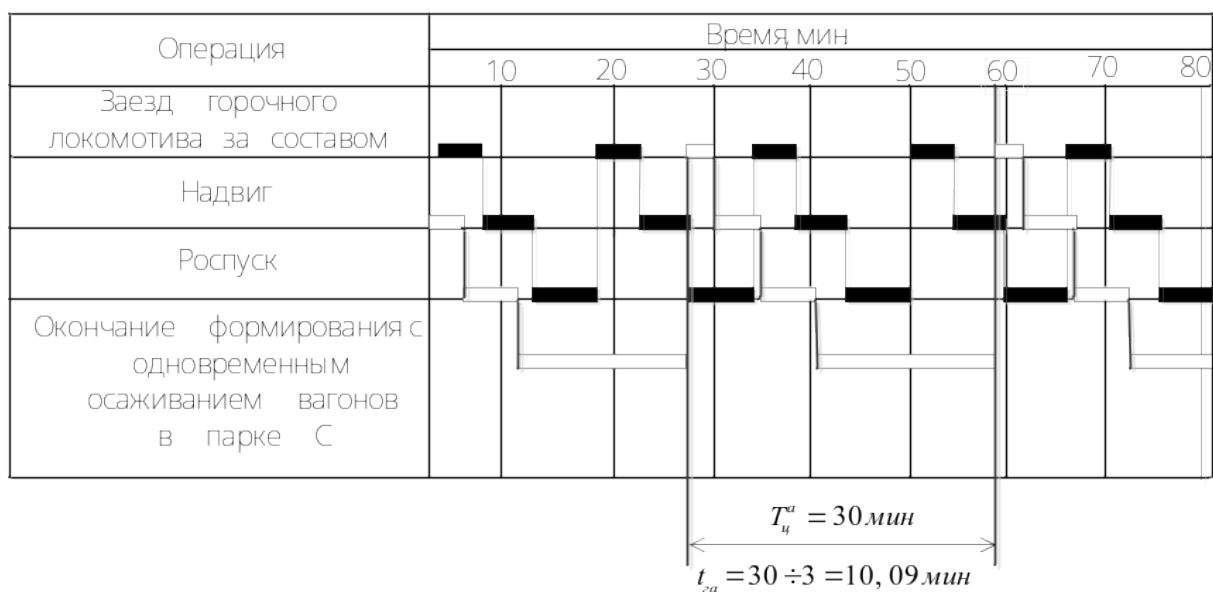 Операция
Время, мин
10 20 30 40 50 60 70 80
Заезд горочного
локомотива за составом
Надвиг
Роспуск
Окончание формирования с
одновременным
осаживанием вагонов
в парке С
T_ц^а = 30 мин
t_га = 30 ÷ 3 = 10, 09 мин